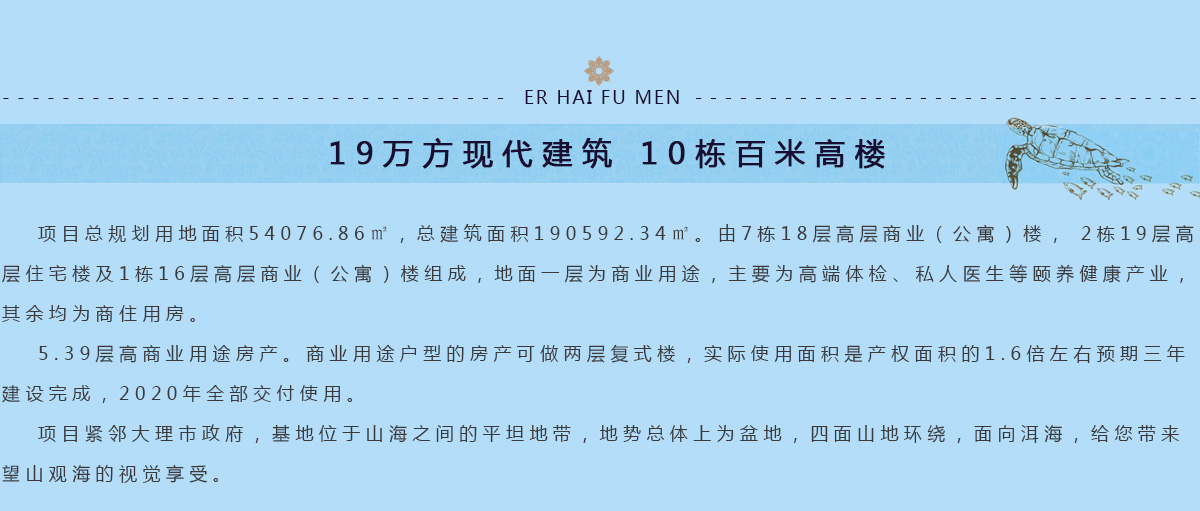 ER HAI FU MEN
19万方现代建筑 10栋百米高楼
项目总规划用地面积54076.86㎡，总建筑面积190592.34㎡。由7栋18层高层商业（公寓）楼， 2栋19层高
层住宅楼及1栋16层高层商业（公寓）楼组成，地面一层为商业用途，主要为高端体检、私人医生等颐养健康产业，
其余均为商住用房。
5.39层高商业用途房产。商业用途户型的房产可做两层复式楼，实际使用面积是产权面积的1.6倍左右预期三年
建设完成，2020年全部交付使用。
项目紧邻大理市政府，基地位于山海之间的平坦地带，地势总体上为盆地，四面山地环绕，面向洱海，给您带来
望山观海的视觉享受。